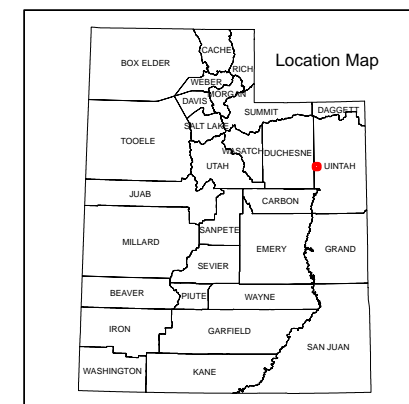 Location Map
CACHE
BOX ELDER
RICH
WEBER
MORGAN
DAVIS
SUMMIT
DAGGETT
SALT LAKE
TOOELE
WASATCH
DUCHESNE
UINTAH
UTAH
JUAB
CARBON
SANPETE
MILLARD
EMERY
GRAND
SEVIER
BEAVER
PIUTE
WAYNE
IRON
GARFIELD
SAN JUAN
WASHINGTON
KANE